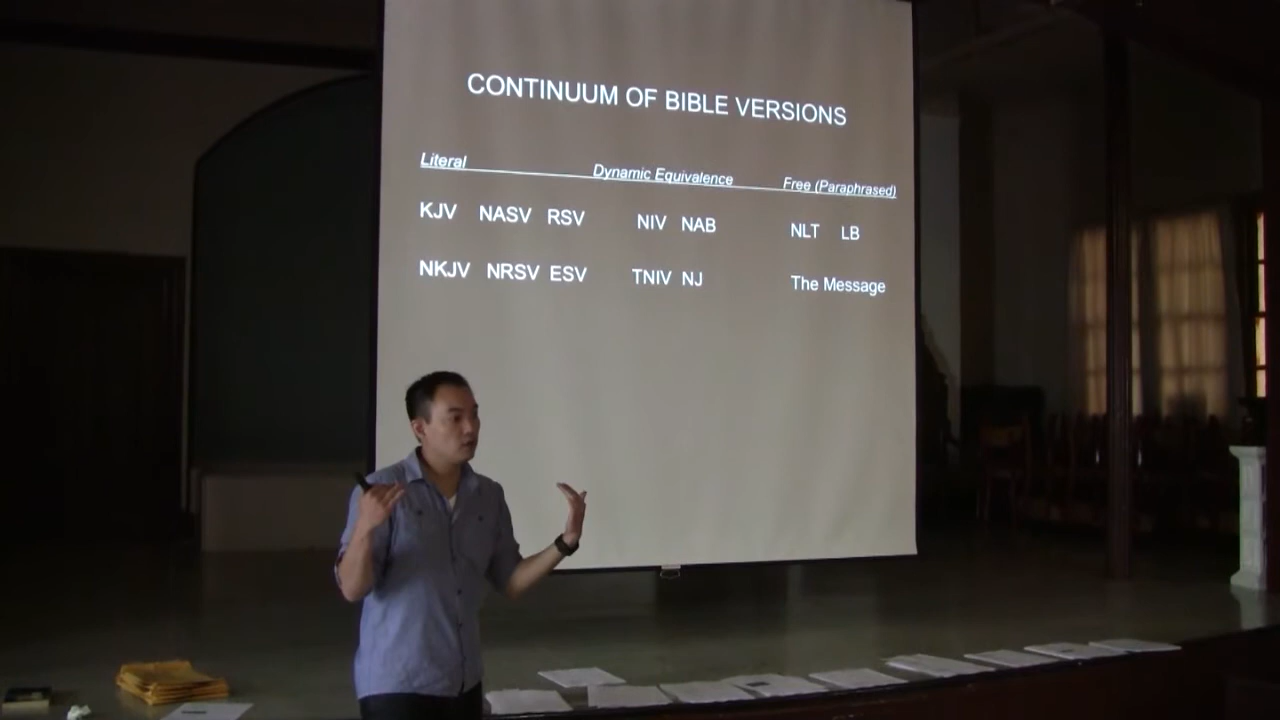 CONTINUUM OF BIBLE VERSIONS
Literal Dynamic Equivalence Free (Paraphrased)
KJV NASV RSV NIV NAB NLT LB
NKJV NRSV ESV TNIV NJ The Message